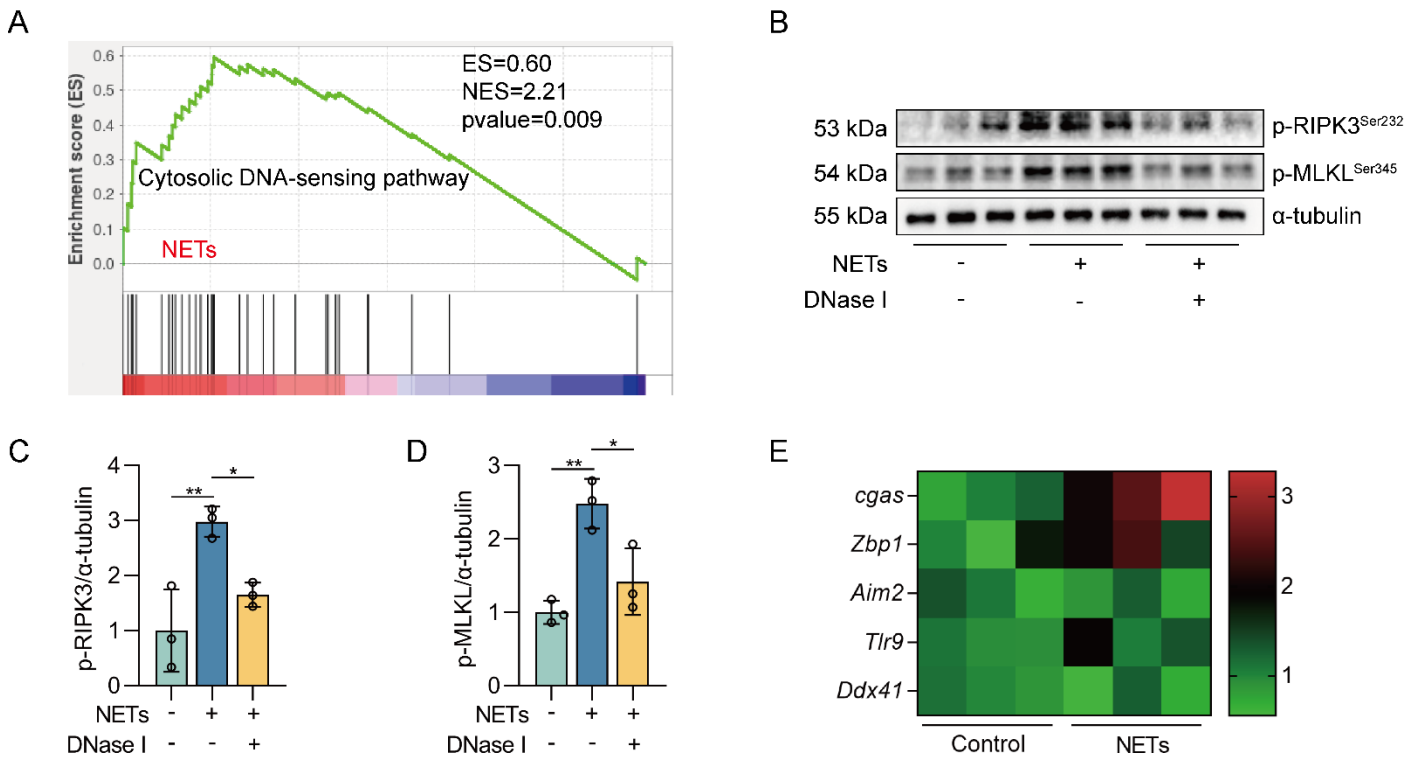 A
Enrichment score (ES)
0.6
0.5
0.4
0.3
0.2
0.1
0.0
ES=0.60
NES=2.21
pvalue=0.009
Cytosolic DNA-sensing pathway
NETs
B
53 kDa
p-RIPK3Ser232
54 kDa
p-MLKLSer345
55 kDa
α-tubulin
NETs - + +
DNase I - - +
C
p-RIPK3/α-tubulin
4
3
2
1
0
** *
NETs - + +
DNase I - - +
D
p-MLKL/α-tubulin
3
2
1
0
** *
NETs - + +
DNase I - - +
E
cgas
Zbp1
Aim2
Tlr9
Ddx41
Control NETs
3
2
1